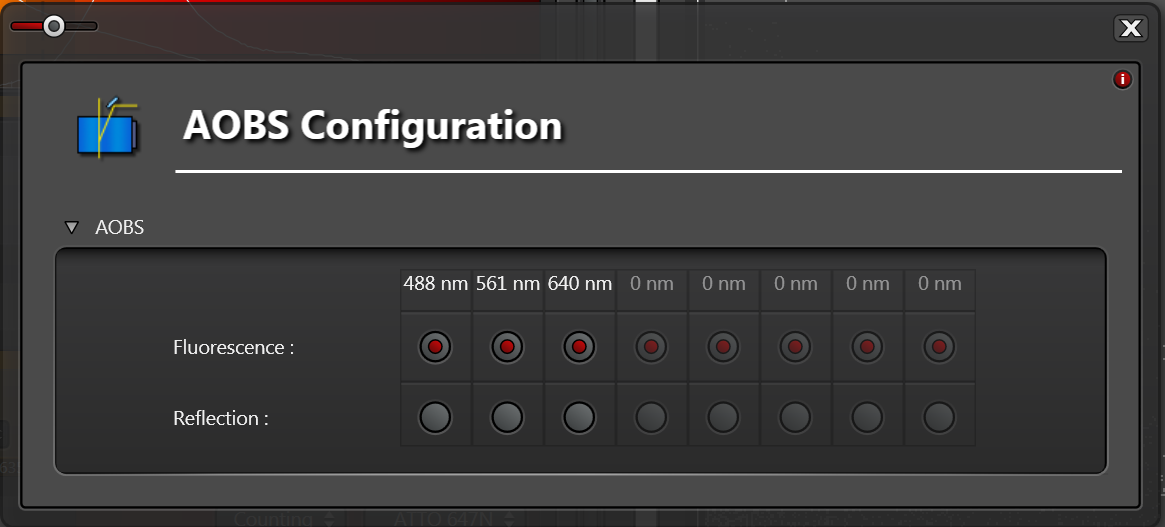 AOBS Configuration
AOBS
488 nm 561 nm 640 nm 0 nm 0 nm 0 nm 0 nm 0 nm
Fluorescence :
Reflection :
Counting ATTO 647N